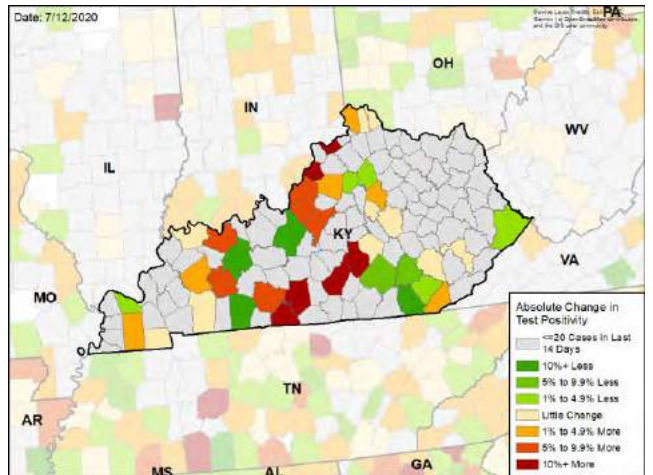 Date: 7/12/2020
PA
OH
IN
WV
IL
KY
VA
MO
TN
AR
MS
AL
GA
Absolute Change in
Test Positivity
<=20 Cases in Last
14 Days
10%+ Less
5% to 9.9% Less
1% to 4.9% Less
Little Change
1% to 4.9% More
5% to 9.9% More
10%+ More